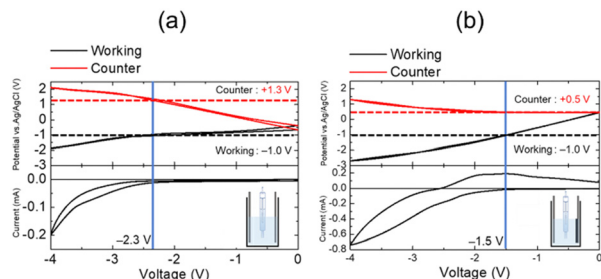 (a)
Working
Counter
Potential vs.Ag/AgCl (V)
2
1
0
-1
-2
-3
Counter : +1.3 V
Working : –1.0 V
Current (mA)
0.0
-0.1
-0.2
–2.3 V
-4 -3 -2 -1 0
Voltage (V)
(b)
Working
Counter
Potential vs.Ag/AgCl (V)
2
1
0
-1
-2
-3
Counter : +0.5 V
Working : –1.0 V
Current (mA)
0.2
0.0
-0.2
-0.4
-0.6
-0.8
–1.5 V
-4 -3 -2 -1 0
Voltage (V)